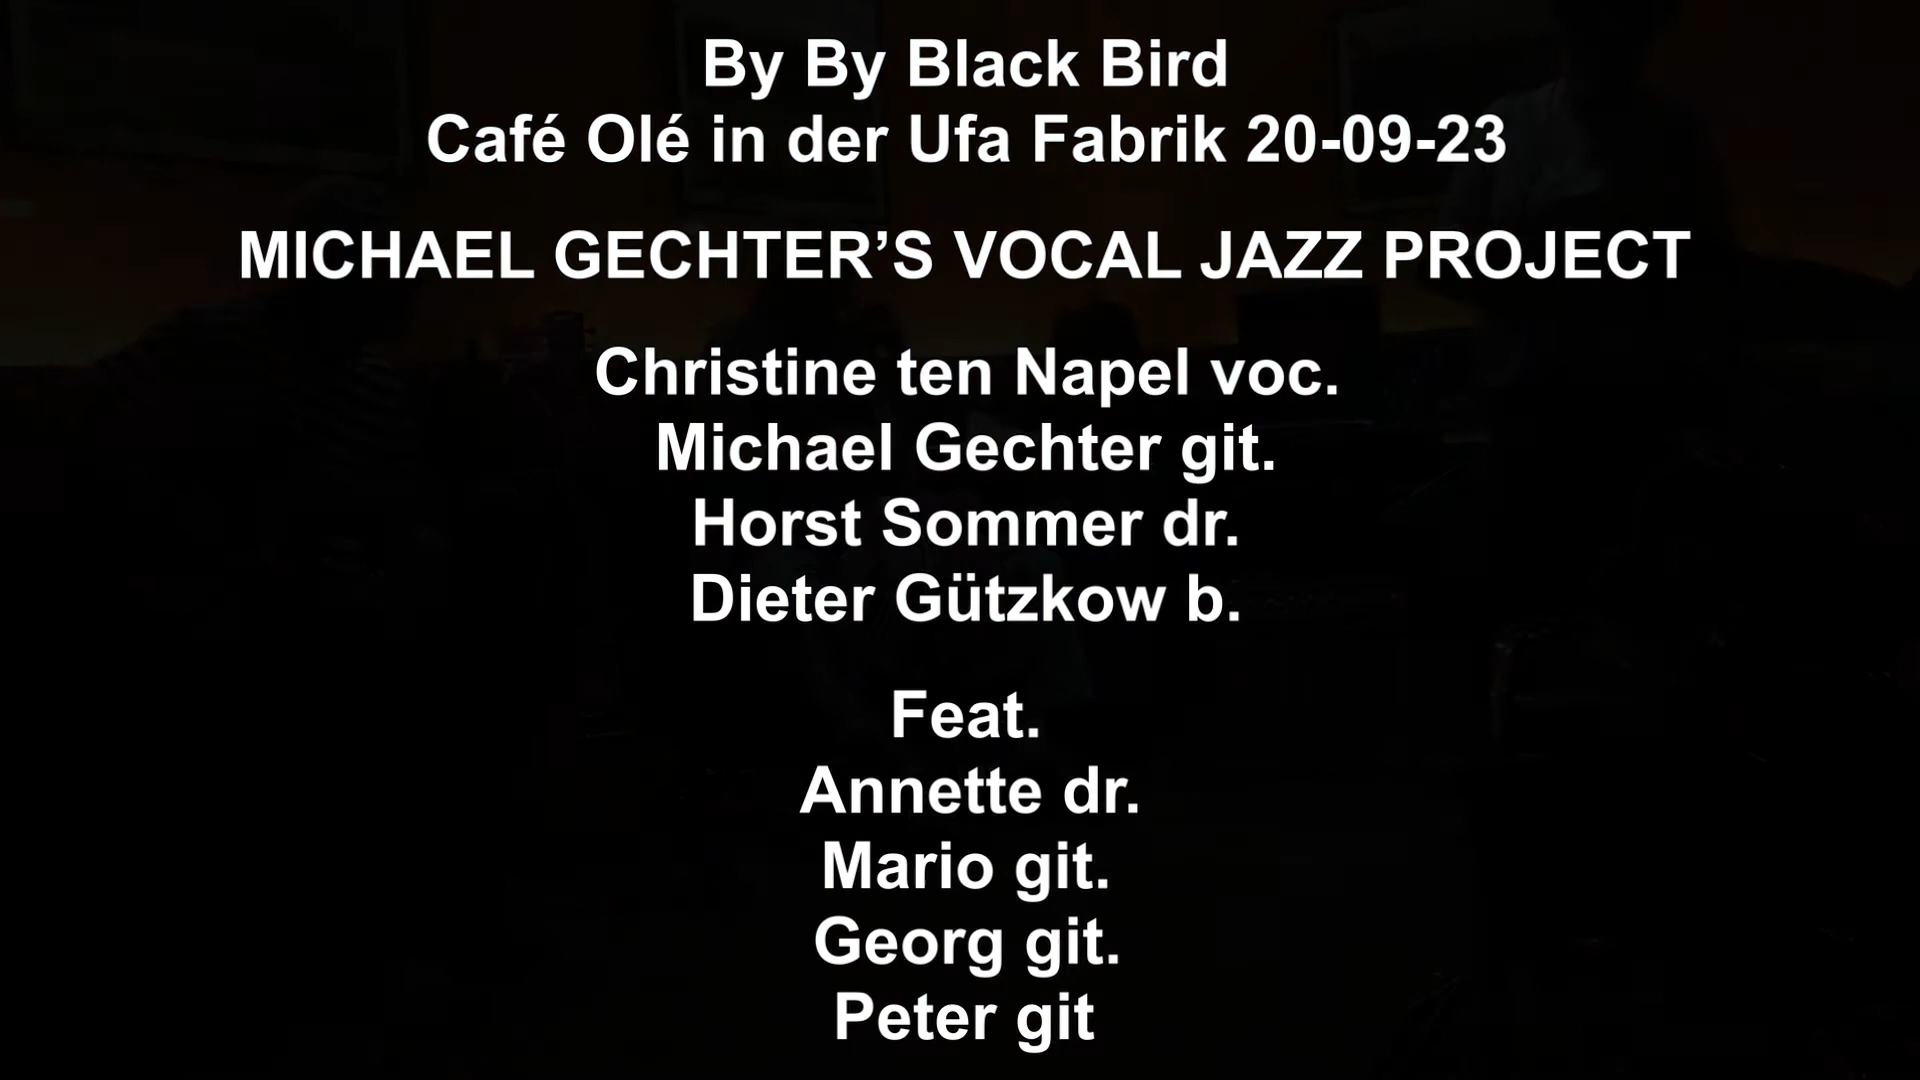 By By Black Bird
Café Olé in der Ufa Fabrik 20-09-23
MICHAEL GECHTER’S VOCAL JAZZ PROJECT
Christine ten Napel voc.
Michael Gechter git.
Horst Sommer dr.
Dieter Gützkow b.
Feat.
Annette dr.
Mario git.
Georg git.
Peter git